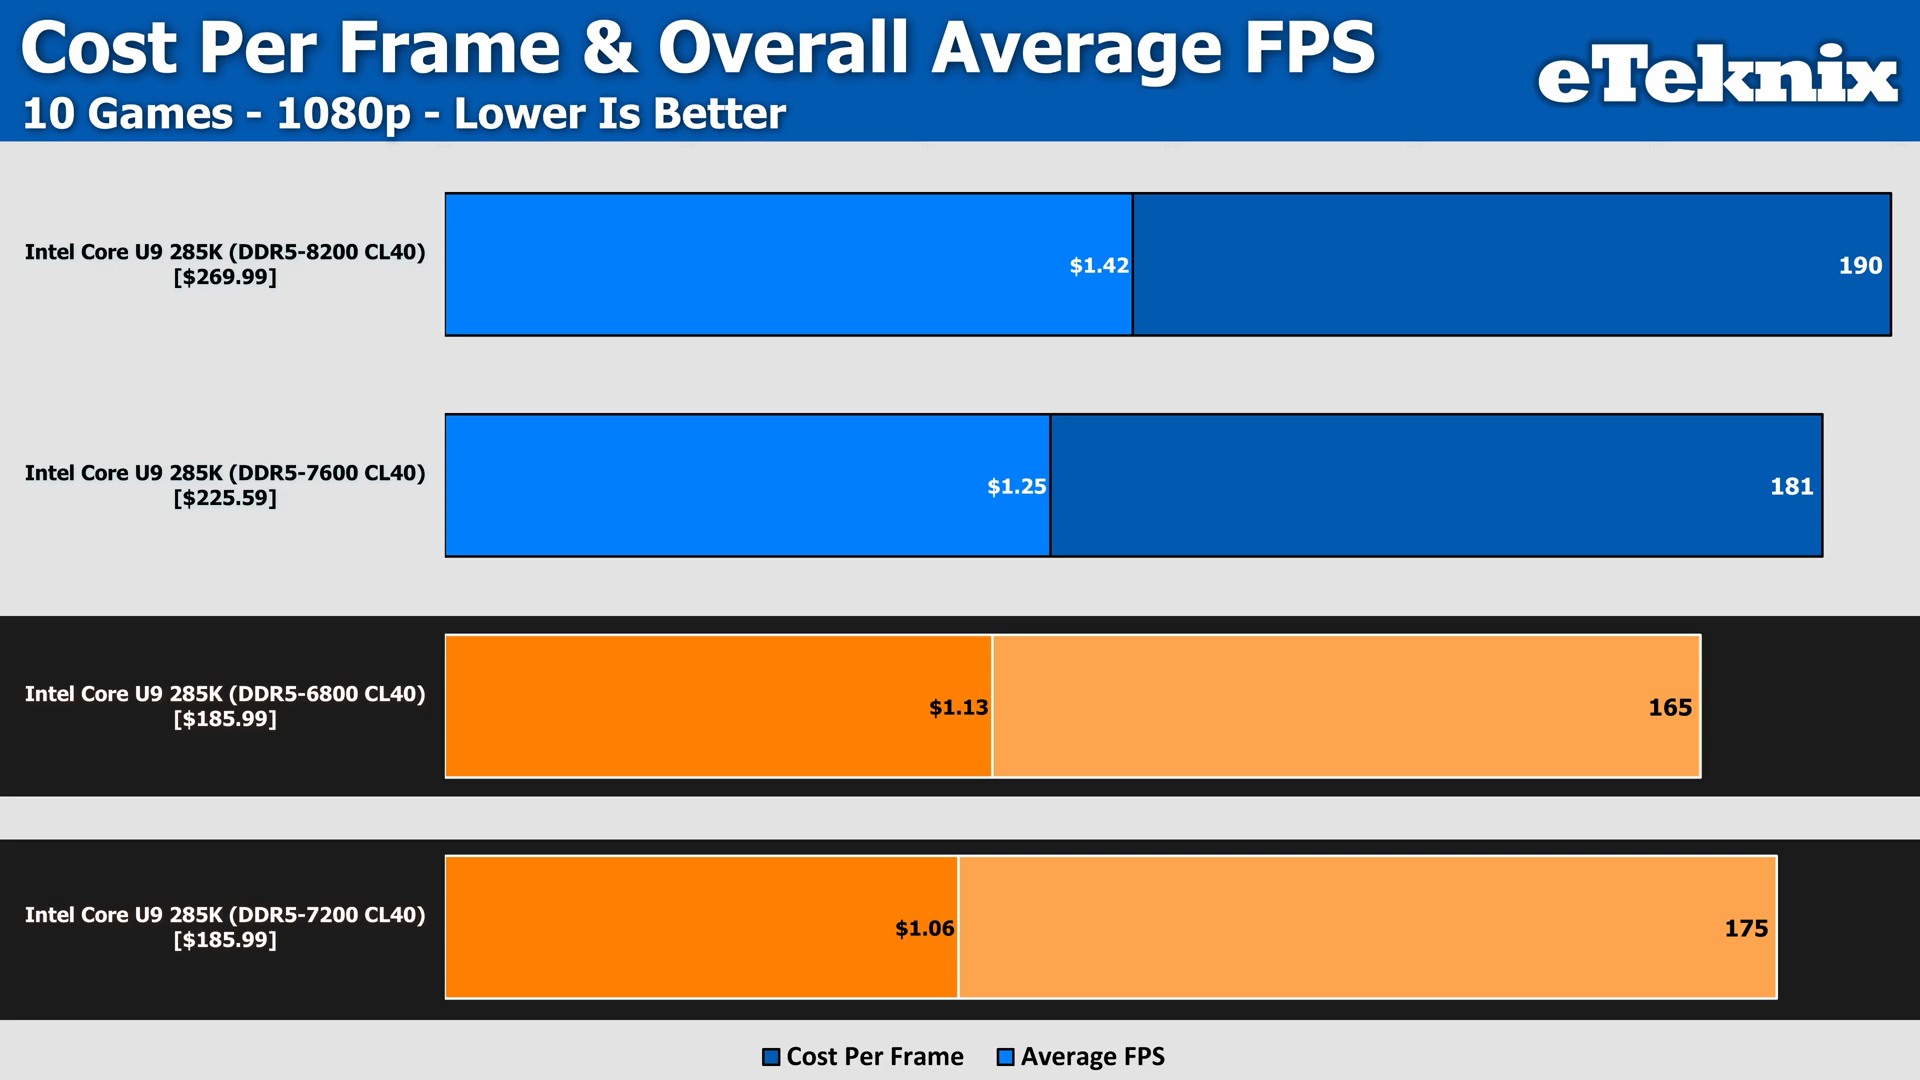 Cost Per Frame & Overall Average FPS
10 Games - 1080p - Lower Is Better
eTeknix
Intel Core U9 285K (DDR5-8200 CL40)
[$269.99]
$1.42
190
Intel Core U9 285K (DDR5-7600 CL40)
[$225.59]
$1.25
181
Intel Core U9 285K (DDR5-6800 CL40)
[$185.99]
$1.13
165
Intel Core U9 285K (DDR5-7200 CL40)
[$185.99]
$1.06
175
Cost Per Frame
Average FPS